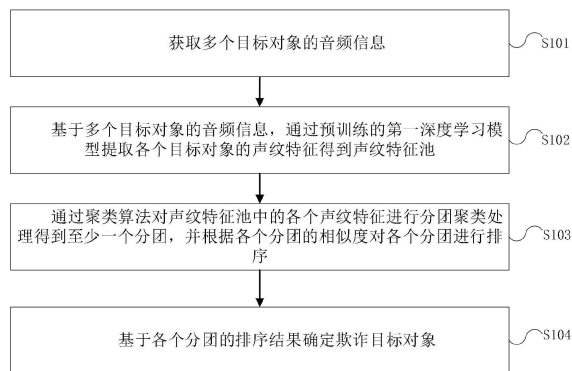 获取多个目标对象的音频信息
S101
基于多个目标对象的音频信息，通过预训练的第一深度学习模
型提取各个目标对象的声纹特征得到声纹特征池
S102
通过聚类算法对声纹特征池中的各个声纹特征进行分团聚类处
理得到至少一个分团，并根据各个分团的相似度对各个分团进行排
序
S103
基于各个分团的排序结果确定欺诈目标对象
S104